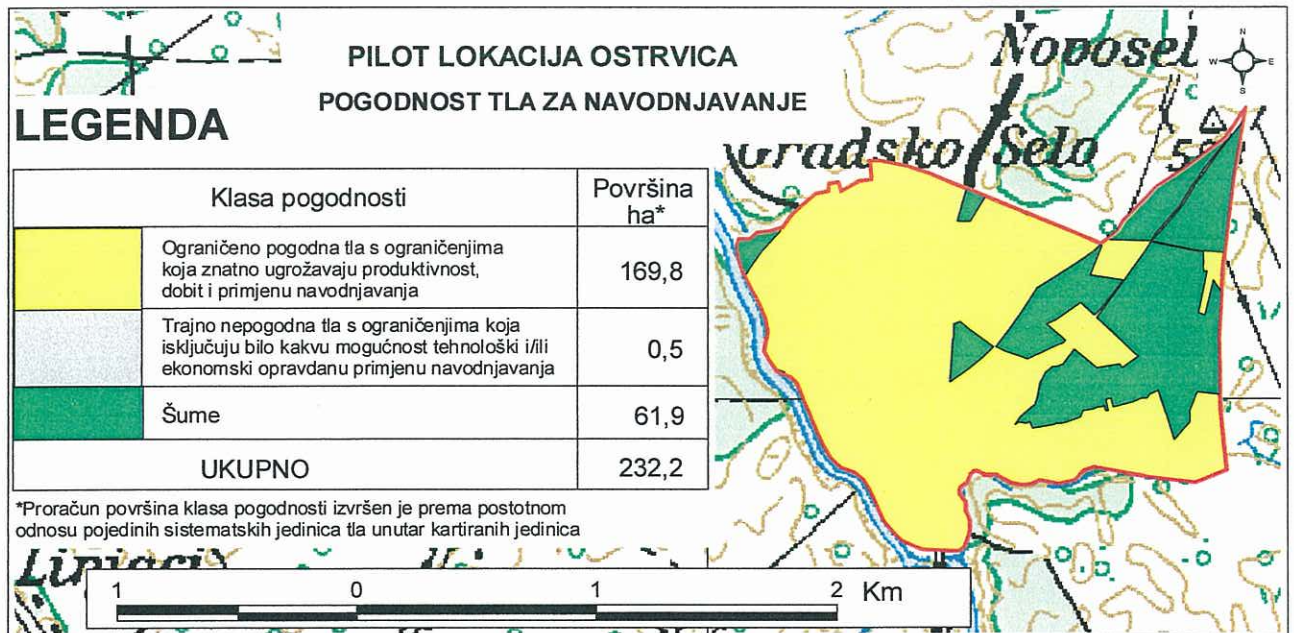 PILOT LOKACIJA OSTRVICA
POGODNOST TLA ZA NAVODNJAVANJE
Novosel
N
W E
S
LEGENDA
Gradsko Selo
Klasa pogodnosti
Površina
ha*
Ograničeno pogodna tla s ograničenjima
koja znatno ugrožavaju produktivnost,
dobit i primjenu navodnjavanja
169,8
Trajno nepogodna tla s ograničenjima koja
isključuju bilo kakvu mogućnost tehnološki i/ili
ekonomski opravdanu primjenu navodnjavanja
0,5
Šume
61,9
UKUPNO
232,2
*Proračun površina klasa pogodnosti izvršen je prema postotnom
odnosu pojedinih sistematskih jedinica tla unutar kartiranih jedinica
1 0 1 2 Km